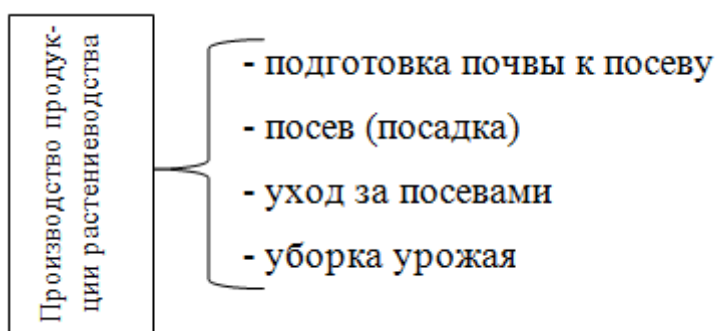 Производство продук-
ции растениеводства
- подготовка почвы к посеву
- посев (посадка)
- уход за посевами
- уборка урожая